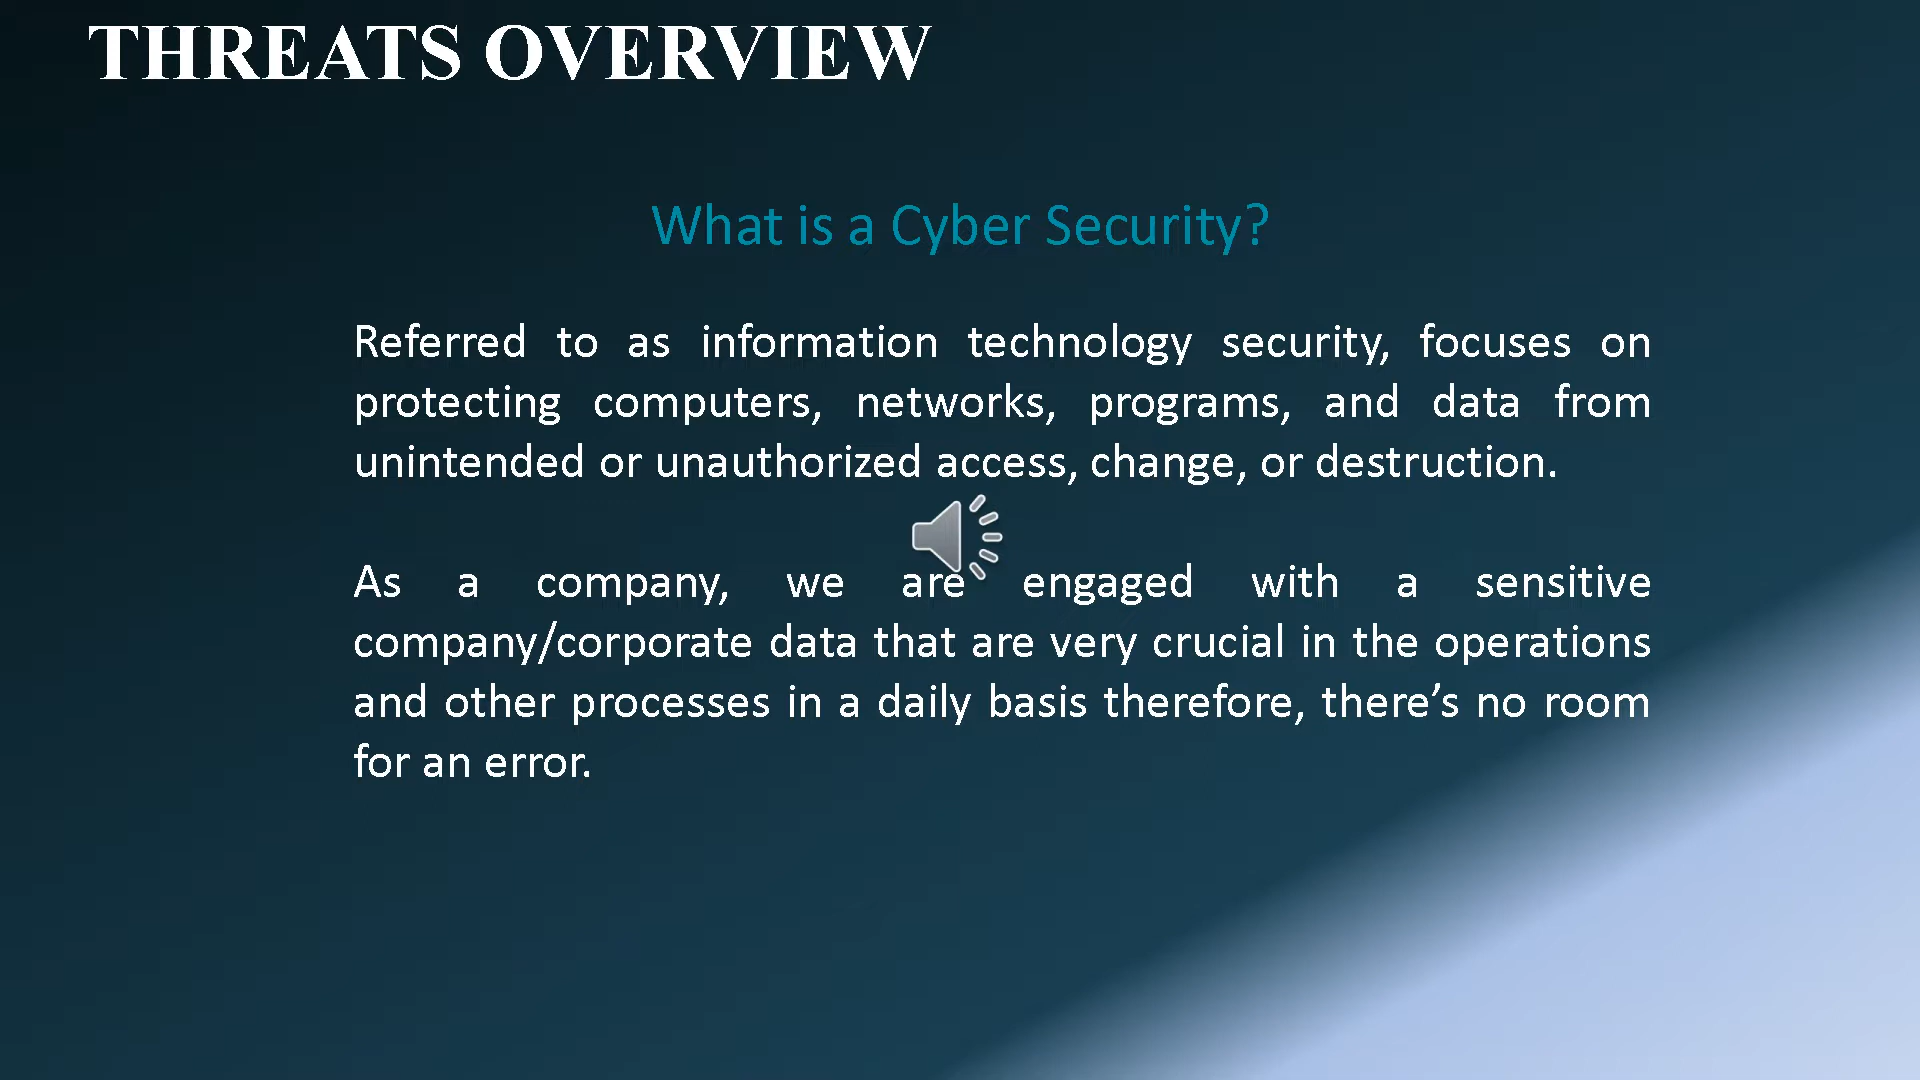 THREATS OVERVIEW
What is a Cyber Security?
Referred to as information technology security, focuses on
protecting computers, networks, programs, and data from
unintended or unauthorized access, change, or destruction.
As a company, we are engaged with a sensitive
company/corporate data that are very crucial in the operations
and other processes in a daily basis therefore, there’s no room
for an error.